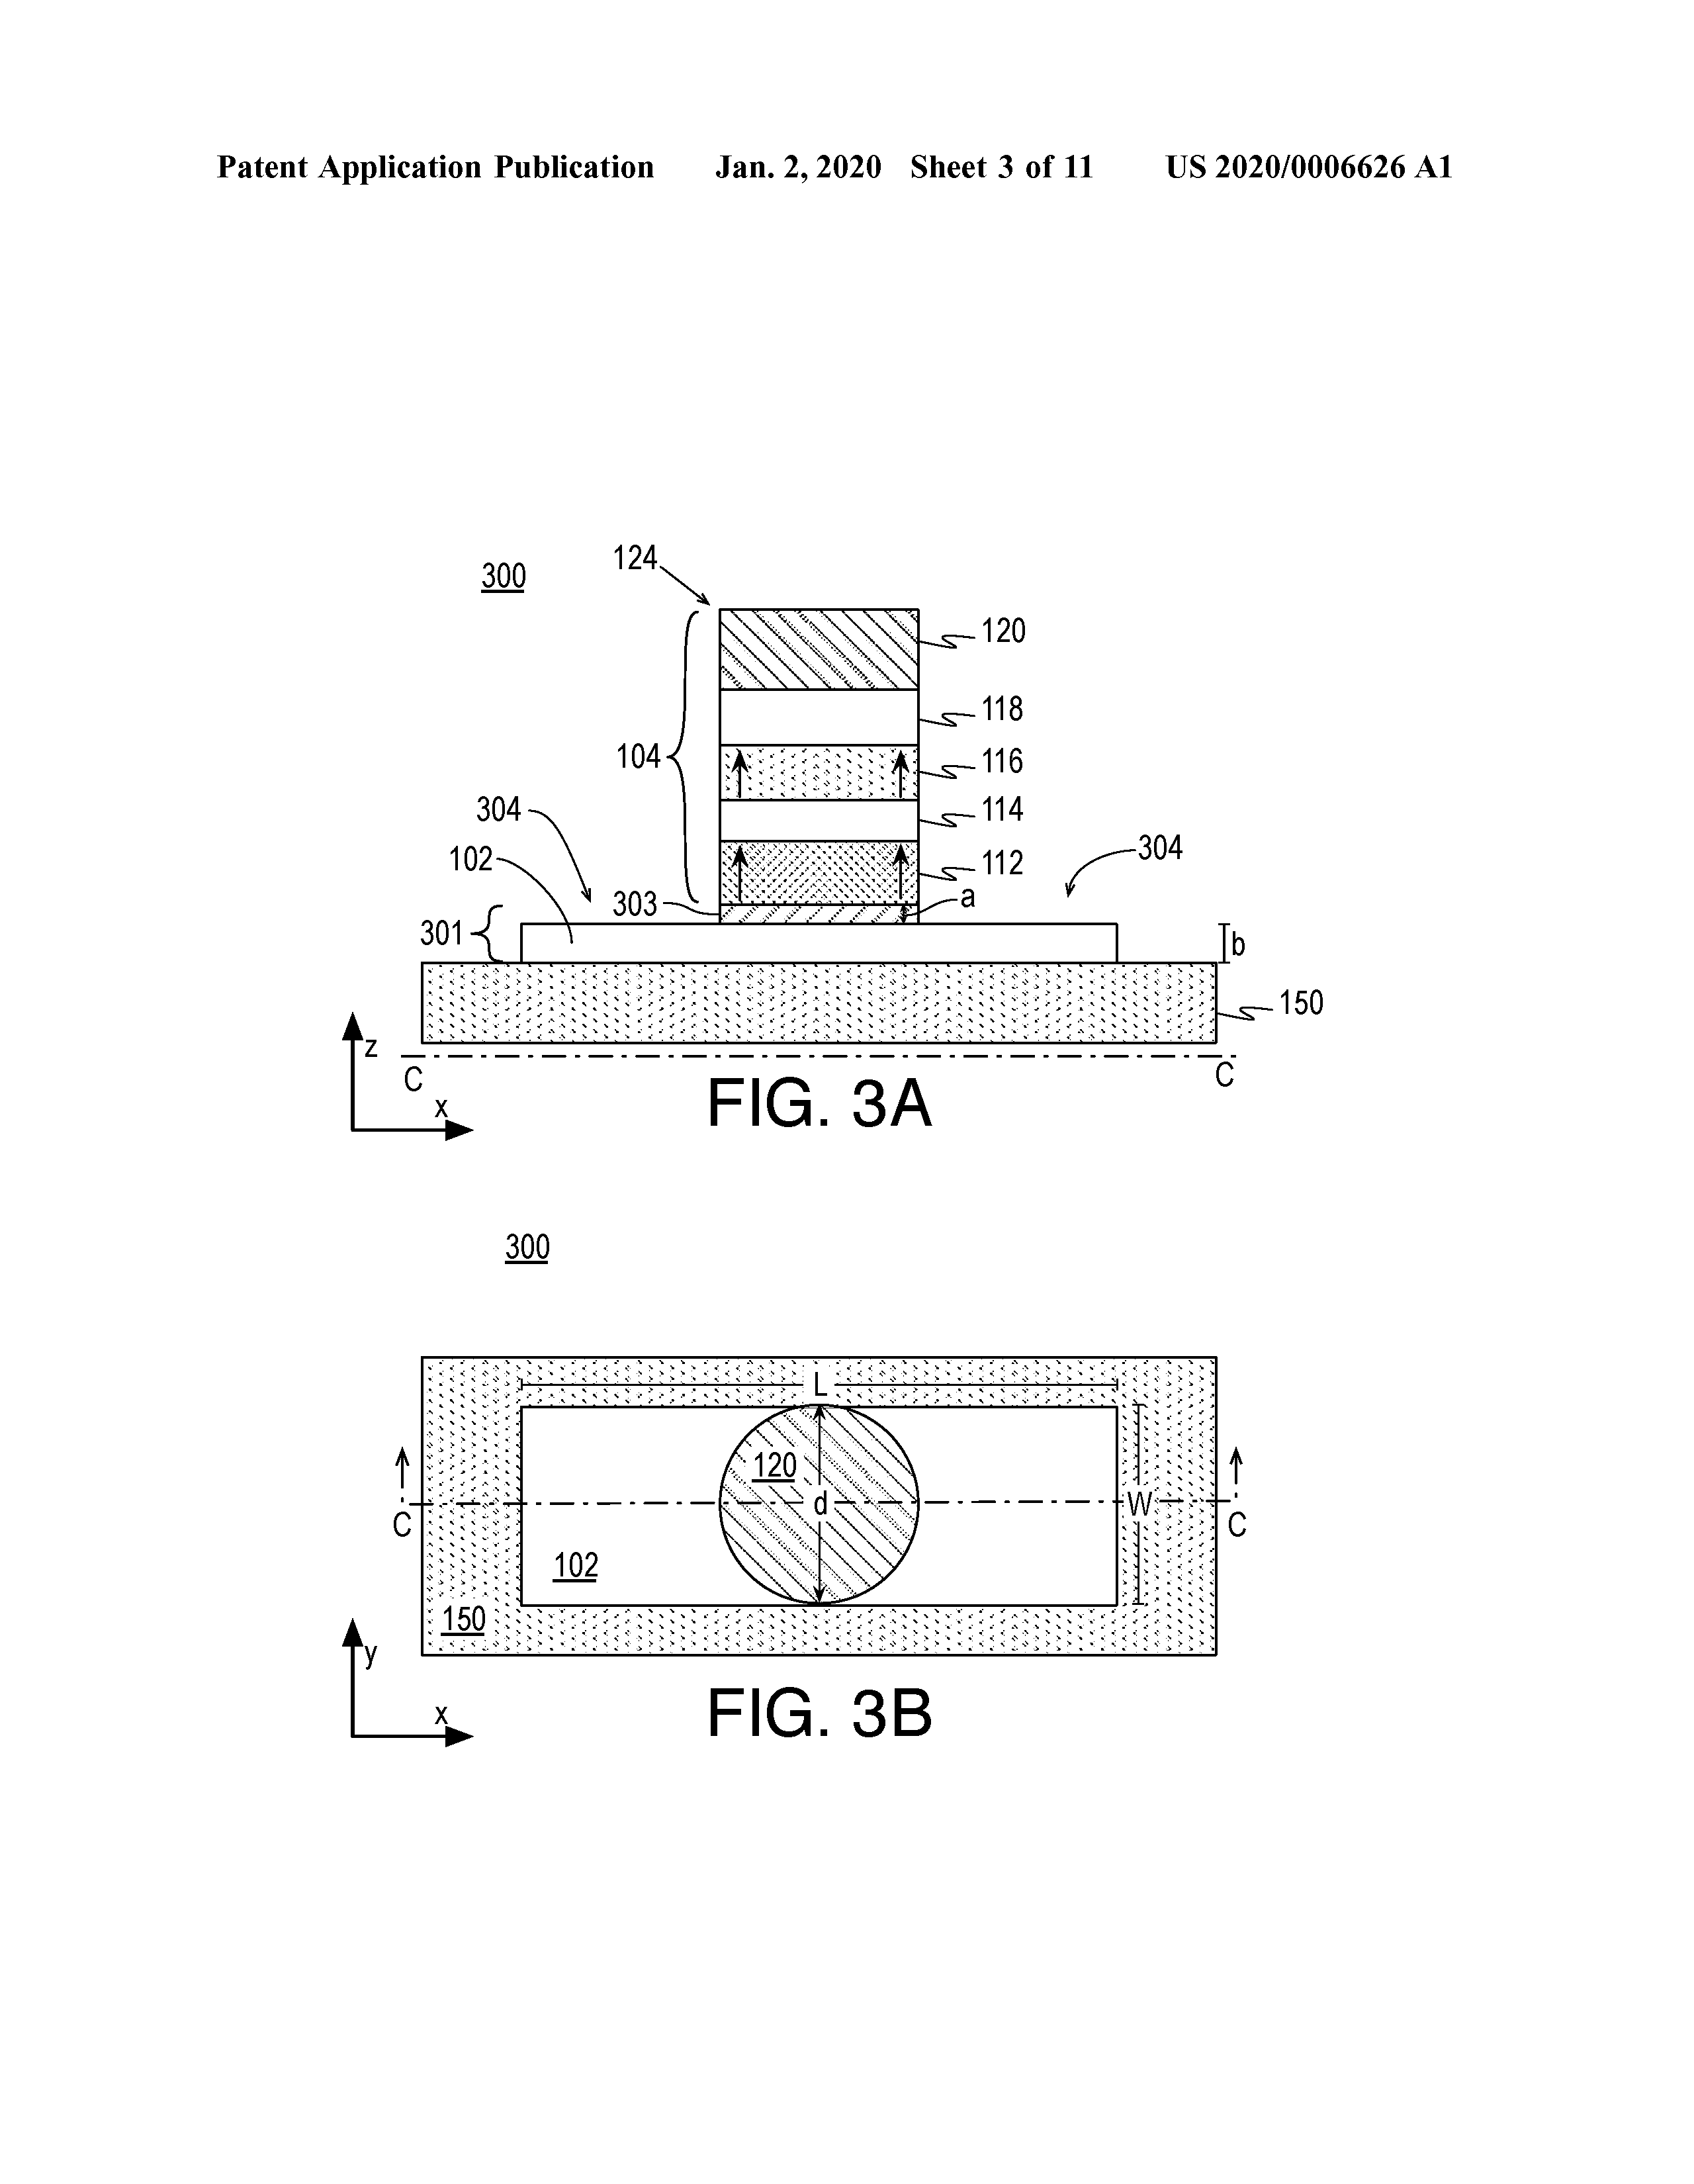 Patent Application Publication Jan. 2, 2020 Sheet 3 of 11 US 2020/0006626 A1
300
124
120
118
104
116
114
304
304
102
112
303
a
301
b
150
z
C
C
x
FIG. 3A
300
L
120
d
W
C
C
102
150
y
x
FIG. 3B